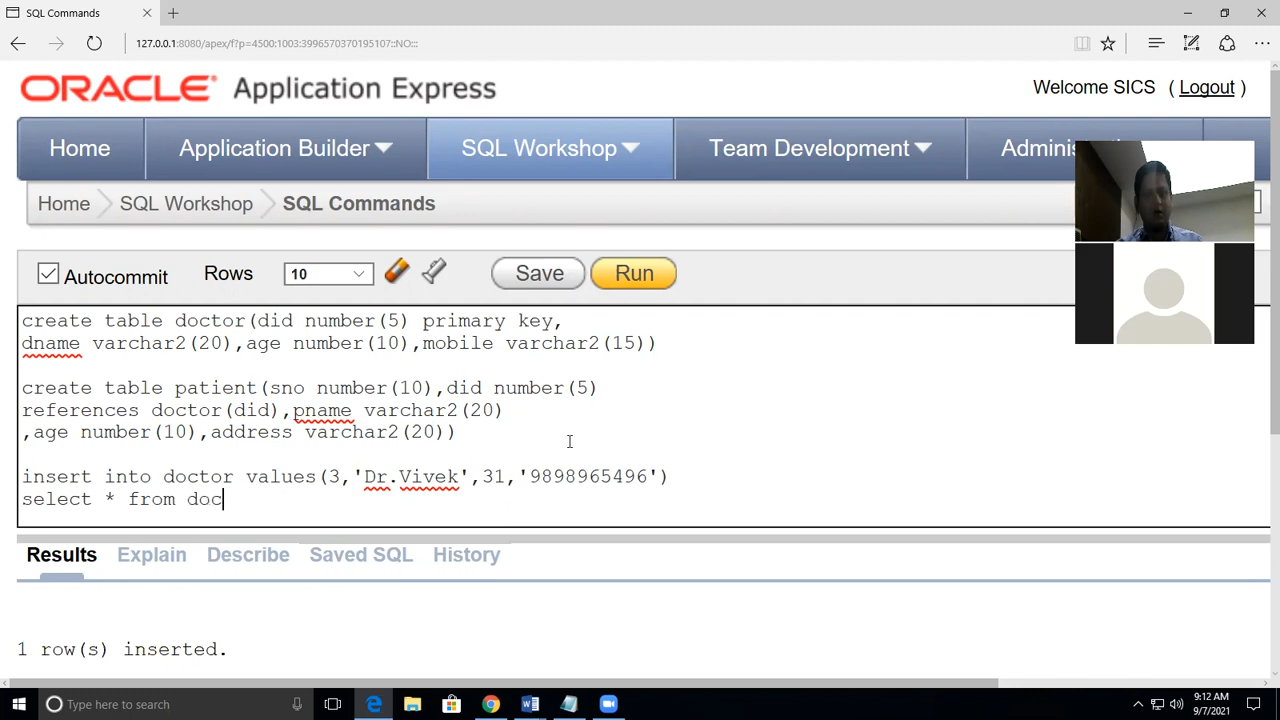 SQL Commands
127.0.0.1:8080/apex/f?p=4500:1003:3996570370195107::NO:::
ORACLE Application Express
Welcome SICS ( Logout )
Home Application Builder SQL Workshop Team Development
Home SQL Workshop SQL Commands
Autocommit Rows 10 Save Run
create table doctor(did number(5) primary key,
dname varchar2(20),age number(10),mobile varchar2(15))
create table patient(sno number(10),did number(5)
references doctor(did),pname varchar2(20)
,age number(10),address varchar2(20))
insert into doctor values(3,'Dr.Vivek',31,'9898965496')
select * from doc
Results Explain Describe Saved SQL History
1 row(s) inserted.
Type here to search
9:12 AM
9/7/2021